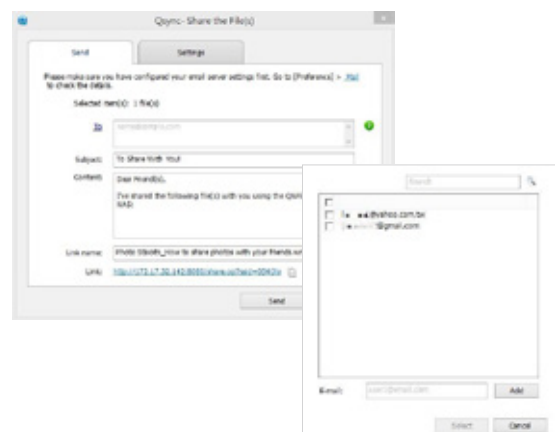 Qsync- Share the File(s)
Send
Settings
Please make sure you have configured your email server settings first. Go to [Preference] > Mail
to check the details.
Selected item(s): 1 file(s)
To
Subject:
To Share With You!
Content:
Dear Friend(s),
I've shared the following file(s) with you using the QNAP
NAS:
Link name:
Photo Station_How to share photos with your friends
Link:
Send
Search
@yahoo.com.tw
@gmail.com
E-mail:
Add
Select
Cancel